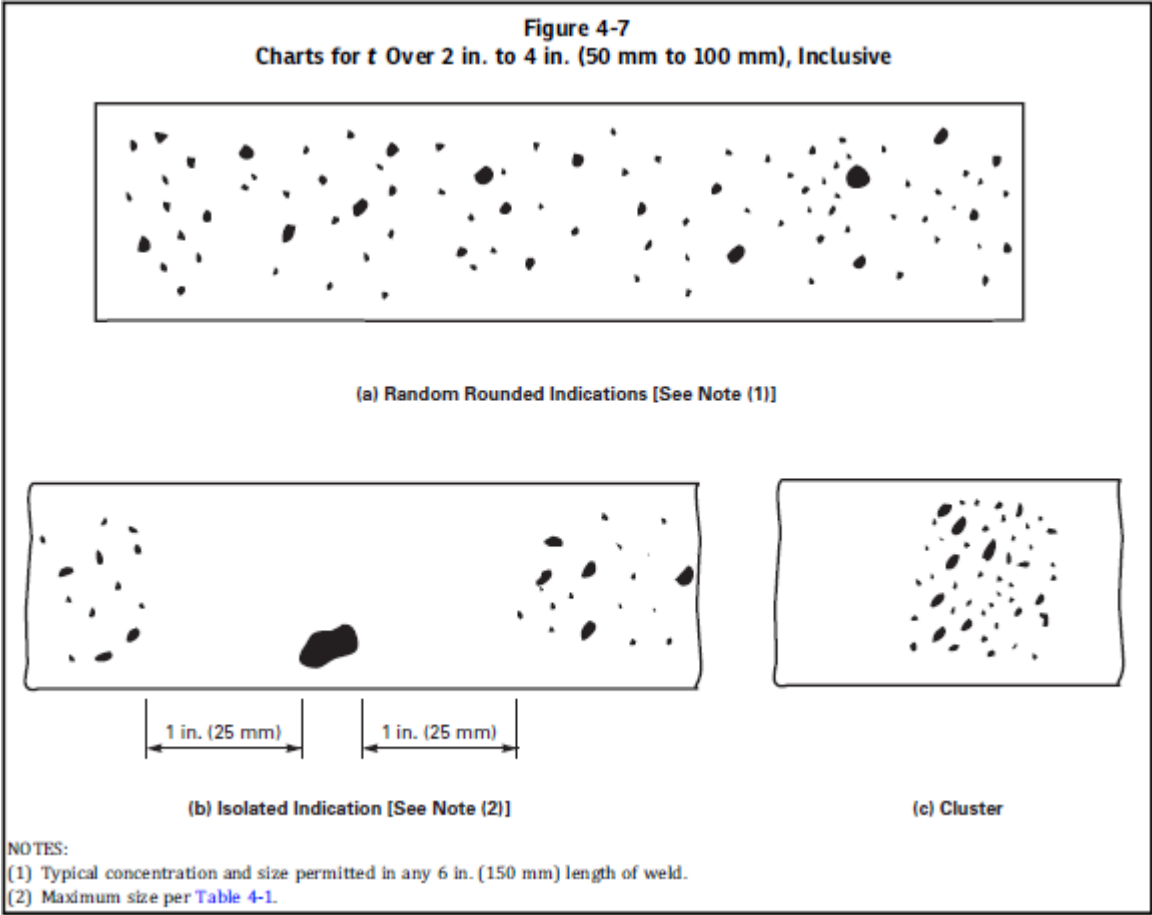 Figure 4-7
Charts for t Over 2 in. to 4 in. (50 mm to 100 mm), Inclusive
(a) Random Rounded Indications [See Note (1)]
1 in. (25 mm)
1 in. (25 mm)
(b) Isolated Indication [See Note (2)]
(c) Cluster
NOTES:
(1) Typical concentration and size permitted in any 6 in. (150 mm) length of weld.
(2) Maximum size per Table 4-1.